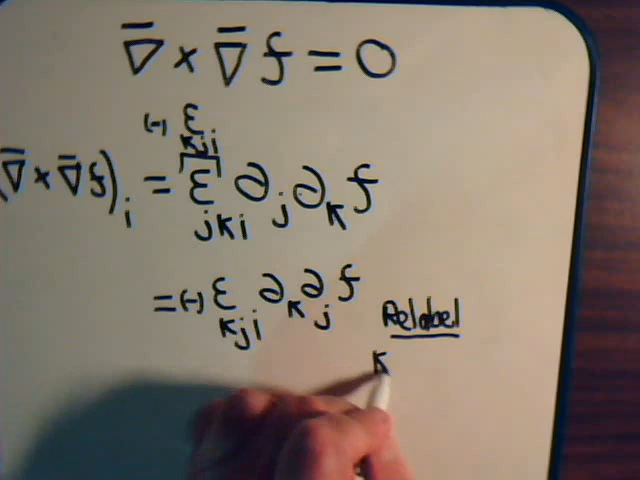 ∇̄ × ∇̄ f = 0
(-) ε_kji
(∇̄ × ∇̄ f)_i = ε_jki ∂_j ∂_k f
= (-) ε_kji ∂_k ∂_j f
Relabel
k